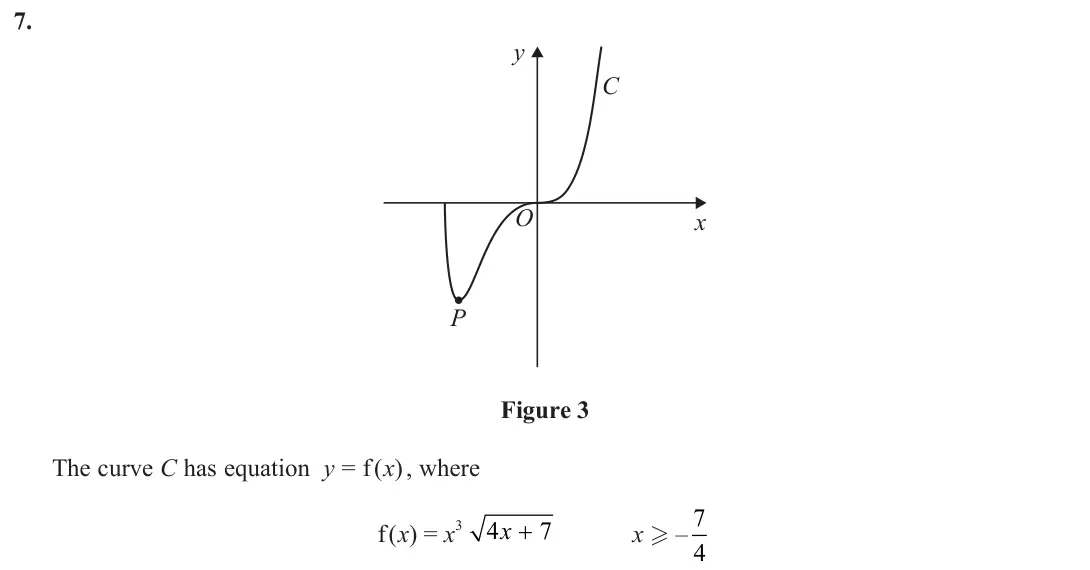 7.
y
C
O
x
P
Figure 3
The curve C has equation y = f(x), where
f(x) = x³ √(4x + 7)    x ⩾ −7/4